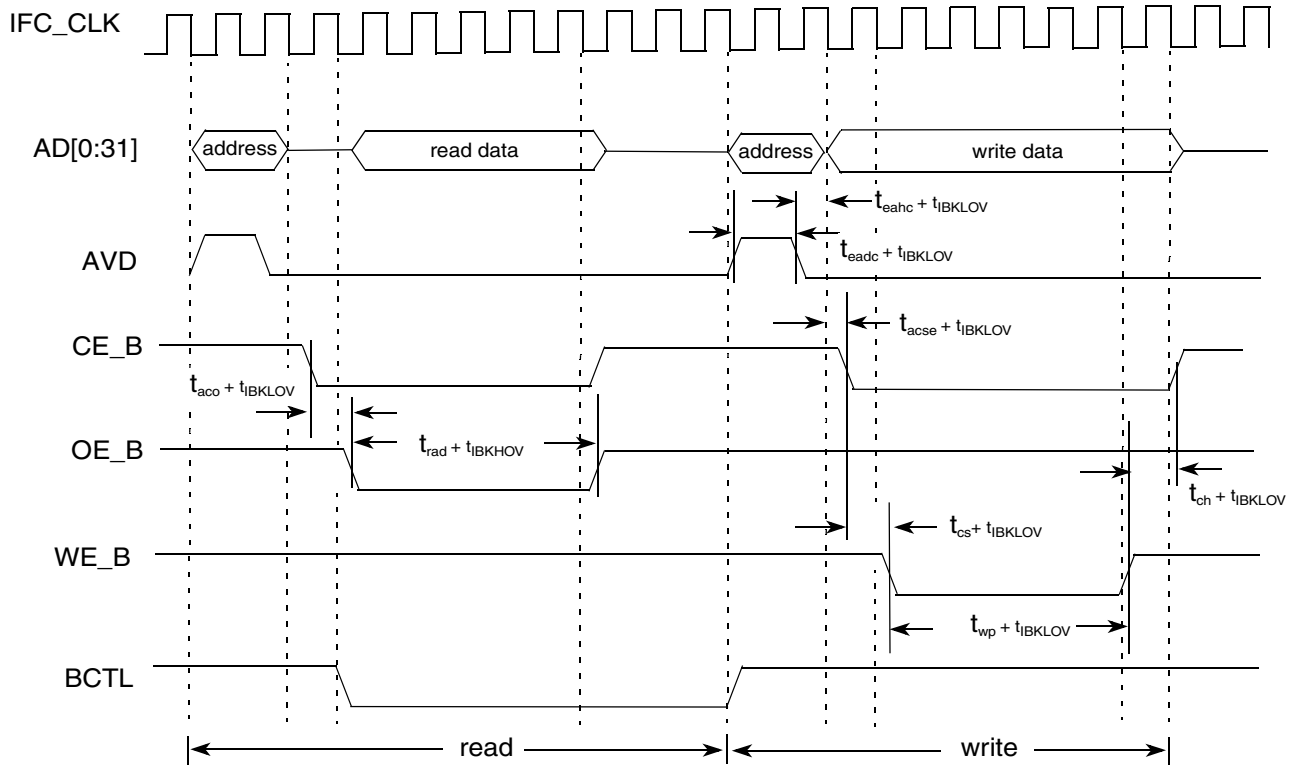 IFC_CLK
AD[0:31]
address
read data
address
write data
teahc + tIBKLOV
AVD
teadc + tIBKLOV
CE_B
tacse + tIBKLOV
taco + tIBKLOV
OE_B
trad + tIBKHOV
tch + tIBKLOV
WE_B
tcs+ tIBKLOV
twp + tIBKLOV
BCTL
read
write